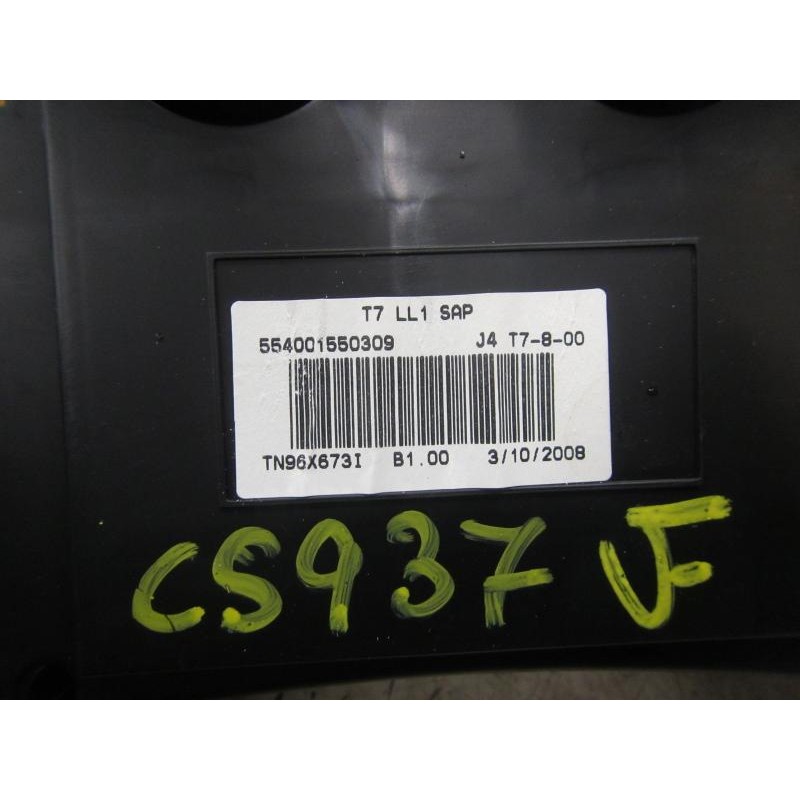 T7 LL1 SAP
554001550309 J4 T7-8-00
TN96X673I B1.00 3/10/2008
CS937 VF